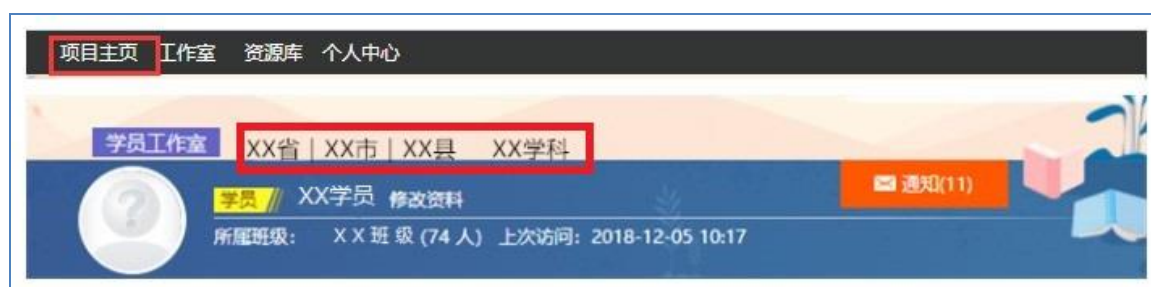 项目主页 工作室 资源库 个人中心
学员工作室 XX省 | XX市 | XX县 XX学科
学员 // XX学员 修改资料
通知(11)
所属班级： XX班级 (74人) 上次访问：2018-12-05 10:17